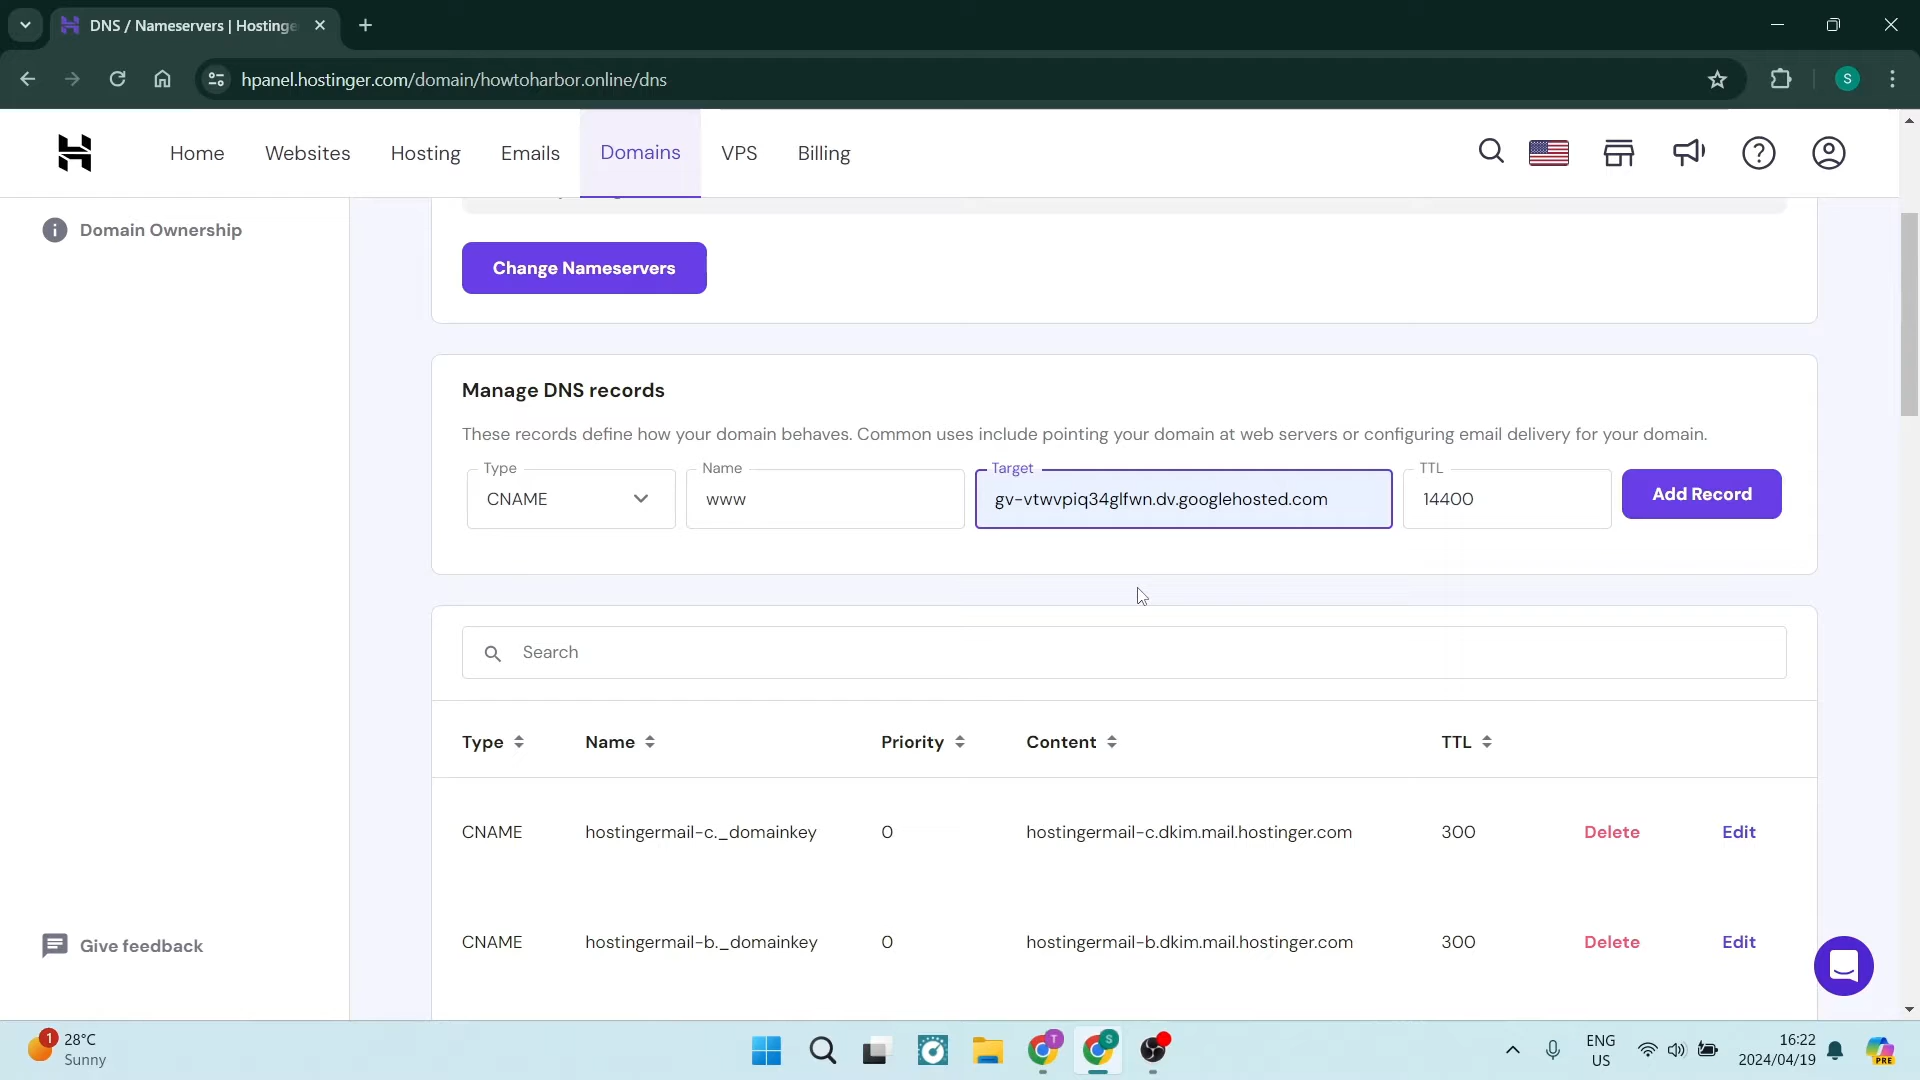 DNS / Nameservers | Hostinge
hpanel.hostinger.com/domain/howtoharbor.online/dns
S
Home
Websites
Hosting
Emails
Domains
VPS
Billing
Domain Ownership
Change Nameservers
Manage DNS records
These records define how your domain behaves. Common uses include pointing your domain at web servers or configuring email delivery for your domain.
Type
Name
Target
TTL
CNAME
www
gv-vtwvpiq34glfwn.dv.googlehosted.com
14400
Add Record
Search
Type
Name
Priority
Content
TTL
CNAME
hostingermail-c._domainkey
0
hostingermail-c.dkim.mail.hostinger.com
300
Delete
Edit
CNAME
hostingermail-b._domainkey
0
hostingermail-b.dkim.mail.hostinger.com
300
Delete
Edit
Give feedback
1
28°C
Sunny
T
S
ENG
US
16:22
2024/04/19
PRE